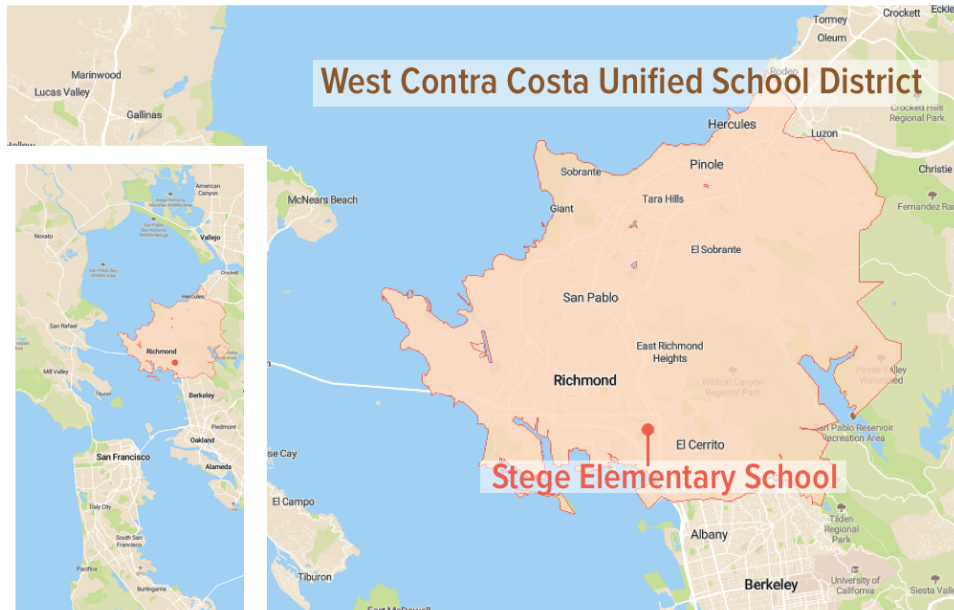 Crockett
Eckley
Tormey
Oleum
Marinwood
Lucas Valley
Gallinas
Rodeo
West Contra Costa Unified School District
Crockett Hills
Regional Park
Hercules
Luzon
Pinole
Christie
Sobrante
McNears Beach
Tara Hills
Giant
El Sobrante
San Pablo
East Richmond
Heights
Richmond
Wildcat Canyon
Regional Park
Pinole Valley
Watershed
San Pablo Reservoir
Recreation Area
El Cerrito
Stege Elementary School
El Campo
Tiburon
Albany
Berkeley
Tilden
Regional
Park
University of
California
American
Canyon
Novato
Vallejo
Crockett
Hercules
San Rafael
Richmond
Mill Valley
Tiburon
Berkeley
Piedmont
Oakland
San Francisco
Alameda
Daly City
South San
Francisco
Pacifica
Burlingame